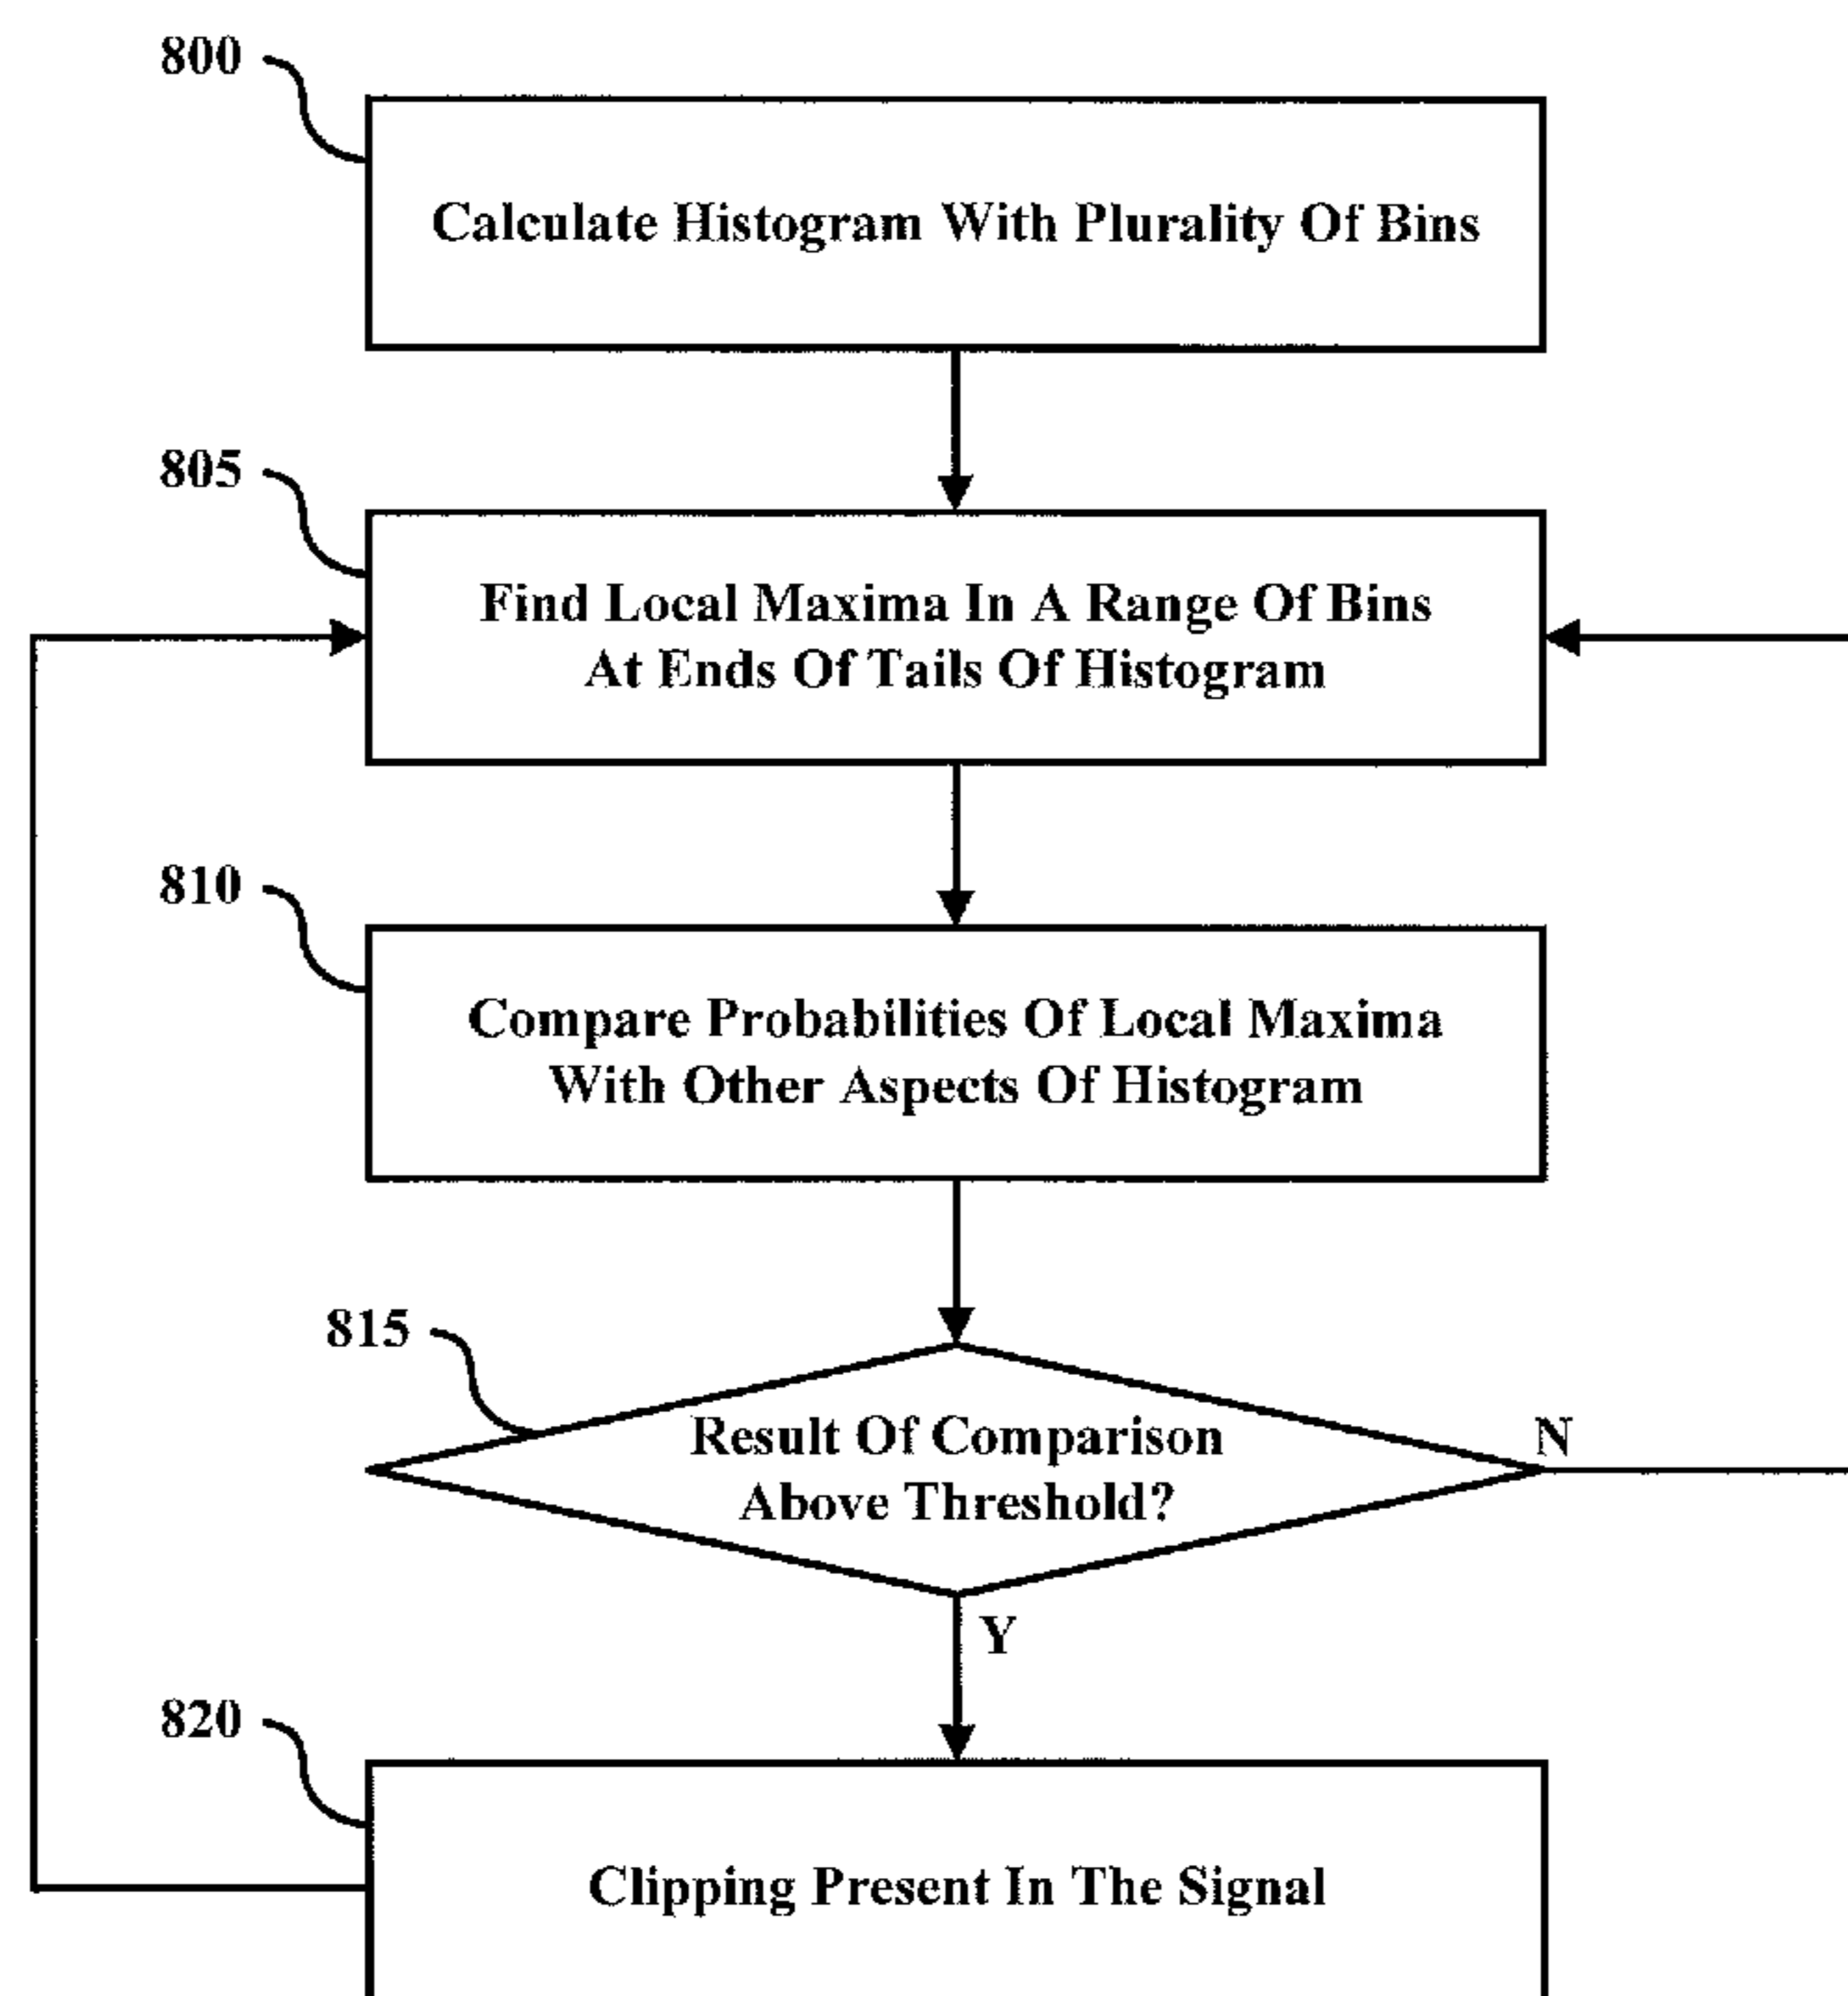 800
Calculate Histogram With Plurality Of Bins
805
Find Local Maxima In A Range Of Bins
At Ends Of Tails Of Histogram
810
Compare Probabilities Of Local Maxima
With Other Aspects Of Histogram
815
Result Of Comparison
Above Threshold?
N
Y
820
Clipping Present In The Signal